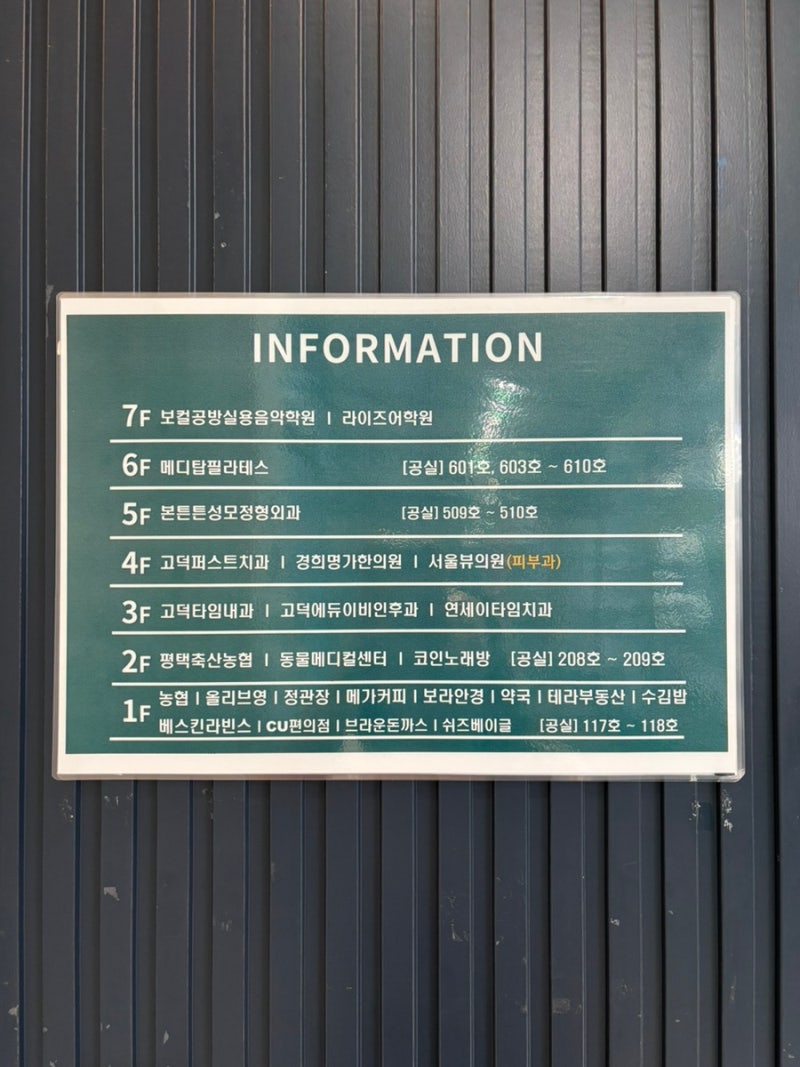 INFORMATION
7F 보컬공방실용음악학원 | 라이즈어학원
6F 메디탑필라테스 [공실] 601호, 603호 ~ 610호
5F 본튼튼성모정형외과 [공실] 509호 ~ 510호
4F 고덕퍼스트치과 | 경희명가한의원 | 서울뷰의원(피부과)
3F 고덕타임내과 | 고덕에듀이비인후과 | 연세이타임치과
2F 평택축산농협 | 동물메디컬센터 | 코인노래방 [공실] 208호 ~ 209호
1F 농협 | 올리브영 | 정관장 | 메가커피 | 보라안경 | 약국 | 테라부동산 | 수김밥
베스킨라빈스 | CU편의점 | 브라운돈까스 | 쉬즈베이글 [공실] 117호 ~ 118호